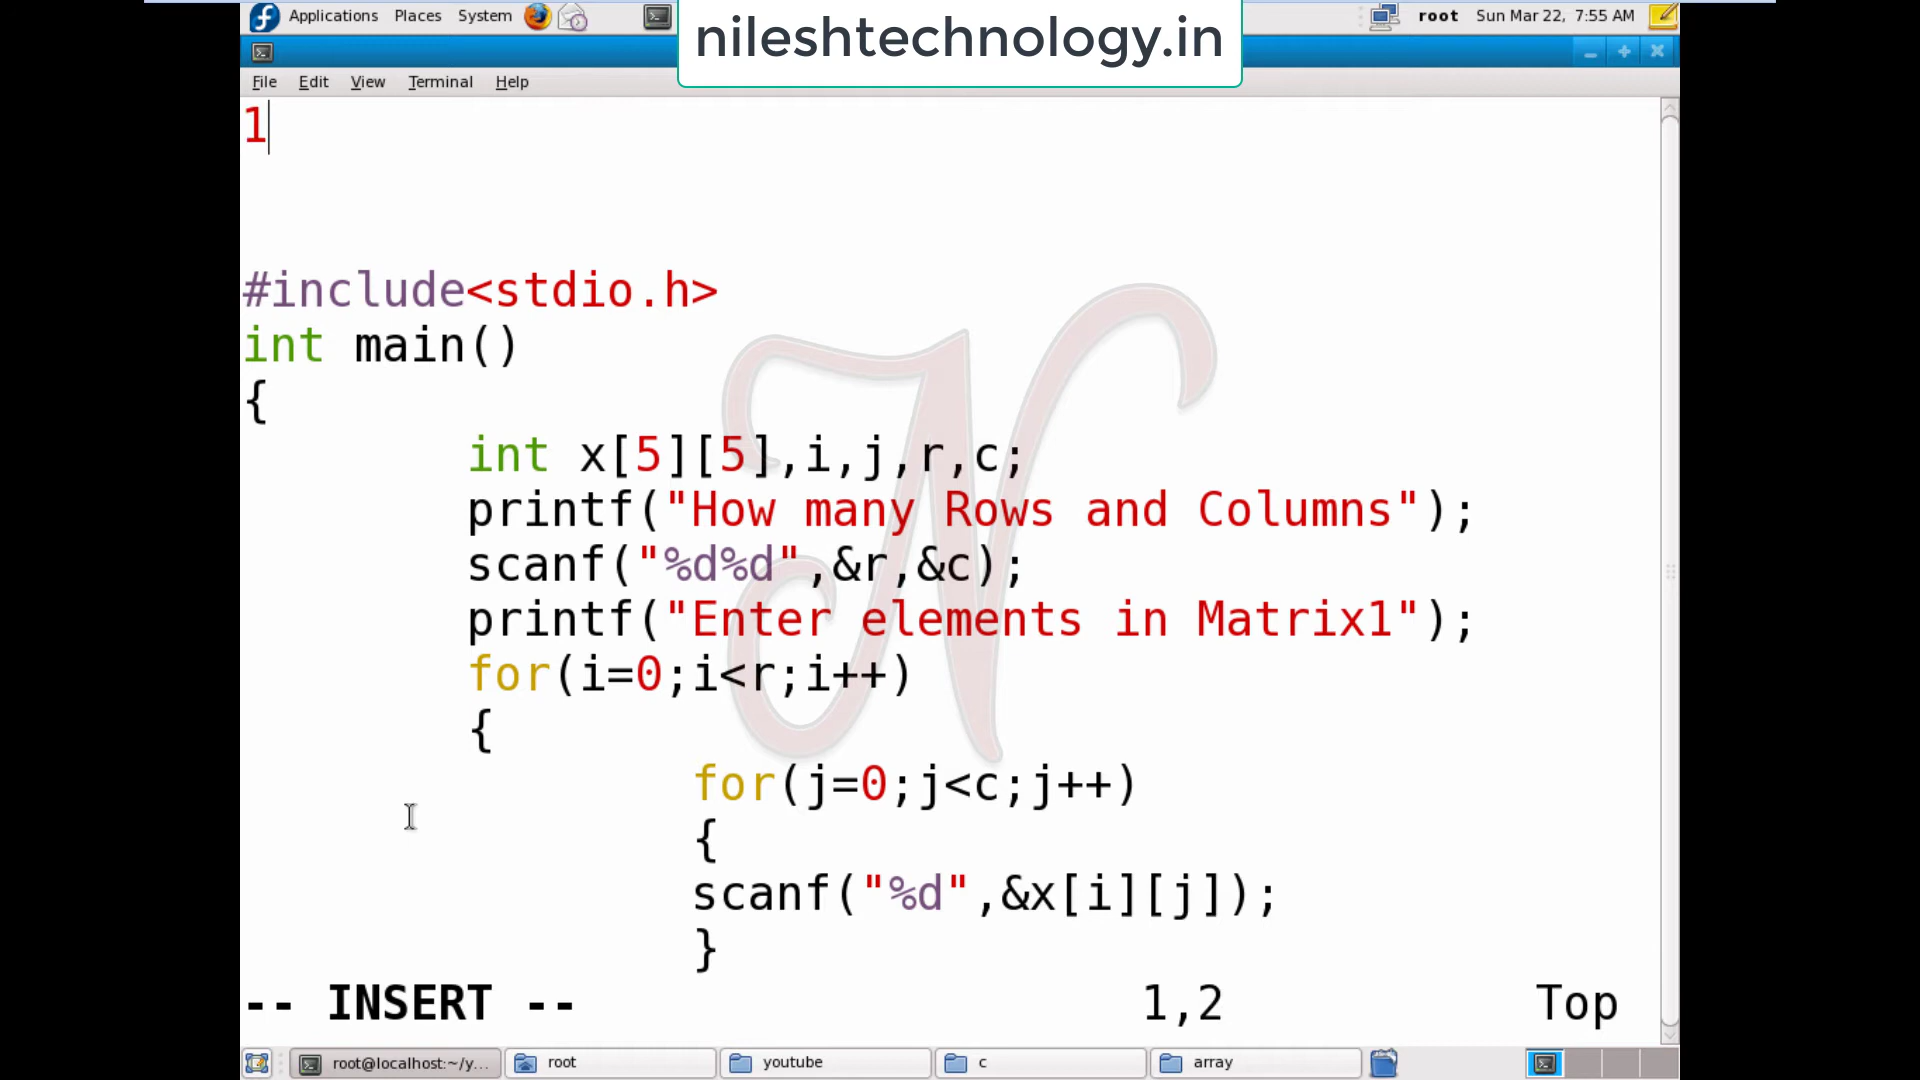 Applications Places System
nileshtechnology.in
root Sun Mar 22, 7:55 AM
File Edit View Terminal Help
1
#include<stdio.h>
int main()
{
int x[5][5],i,j,r,c;
printf("How many Rows and Columns");
scanf("%d%d",&r,&c);
printf("Enter elements in Matrix1");
for(i=0;i<r;i++)
{
for(j=0;j<c;j++)
{
scanf("%d",&x[i][j]);
}
-- INSERT -- 1,2 Top
root@localhost:~/y... root youtube c array